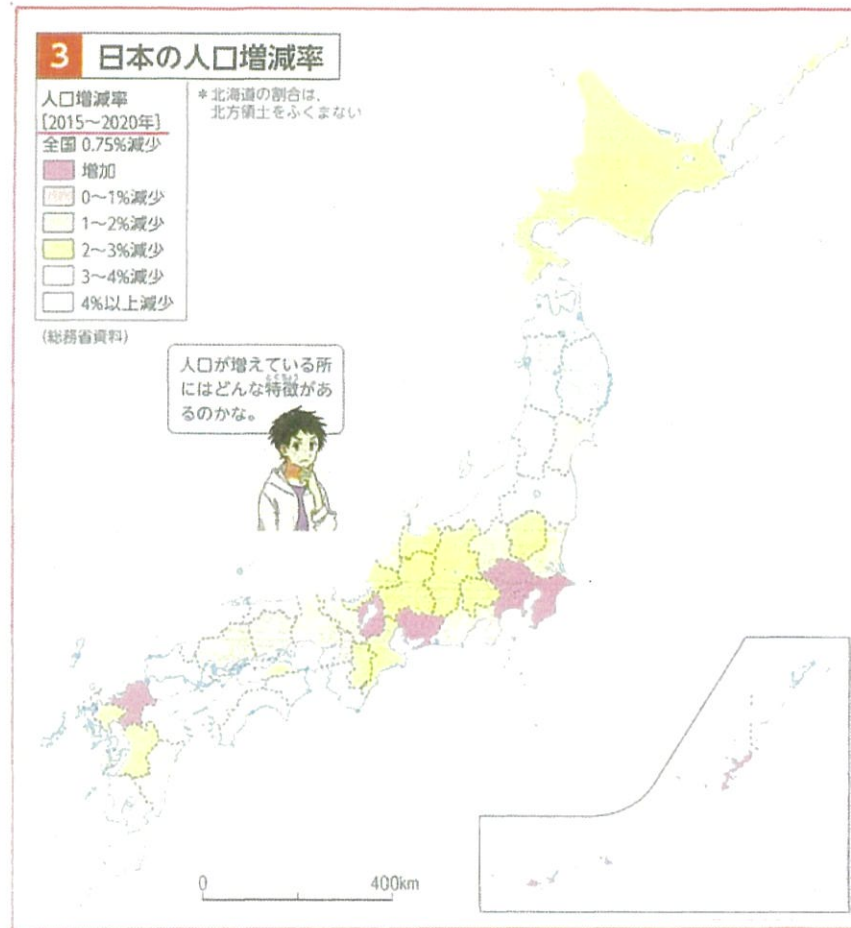 3 日本の人口増減率
人口増減率
[2015〜2020年]
全国 0.75%減少
増加
0〜1%減少
1〜2%減少
2〜3%減少
3〜4%減少
4%以上減少
(総務省資料)
*北海道の割合は,
北方領土をふくまない
人口が増えている所
にはどんな特徴があ
るのかな。
0 400km